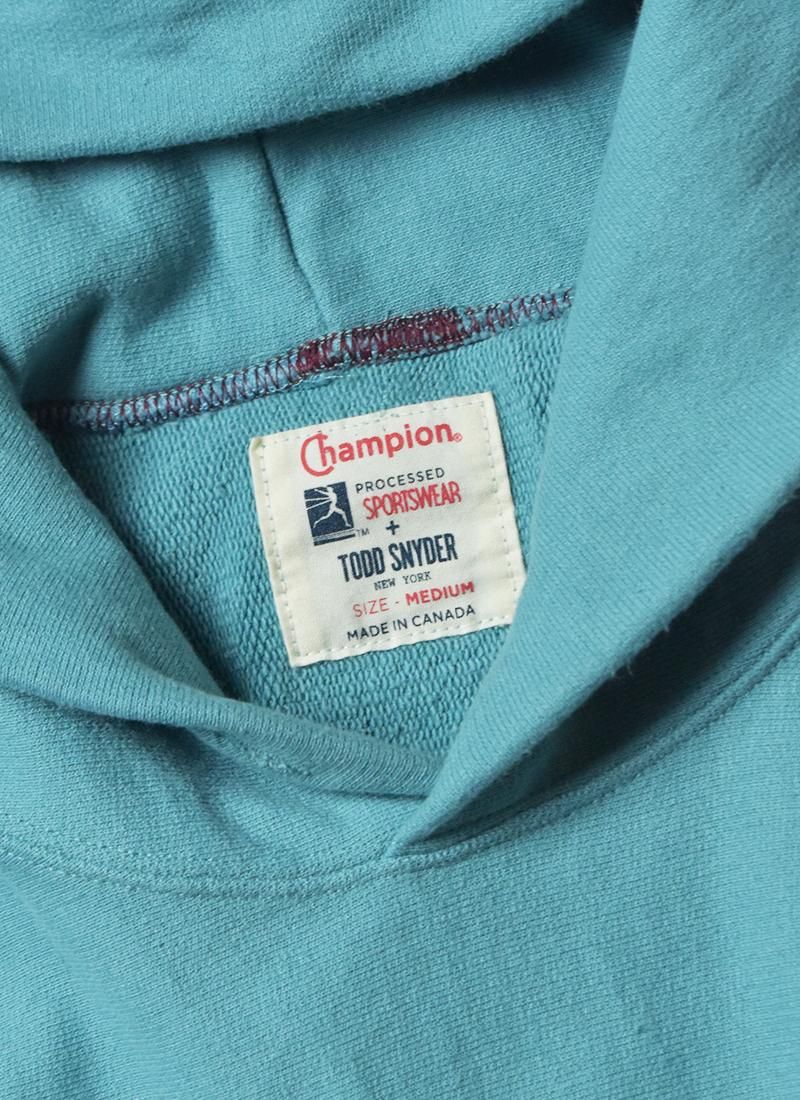 Champion®
PROCESSED
SPORTSWEAR
TM
+
TODD SNYDER
NEW YORK
SIZE - MEDIUM
MADE IN CANADA